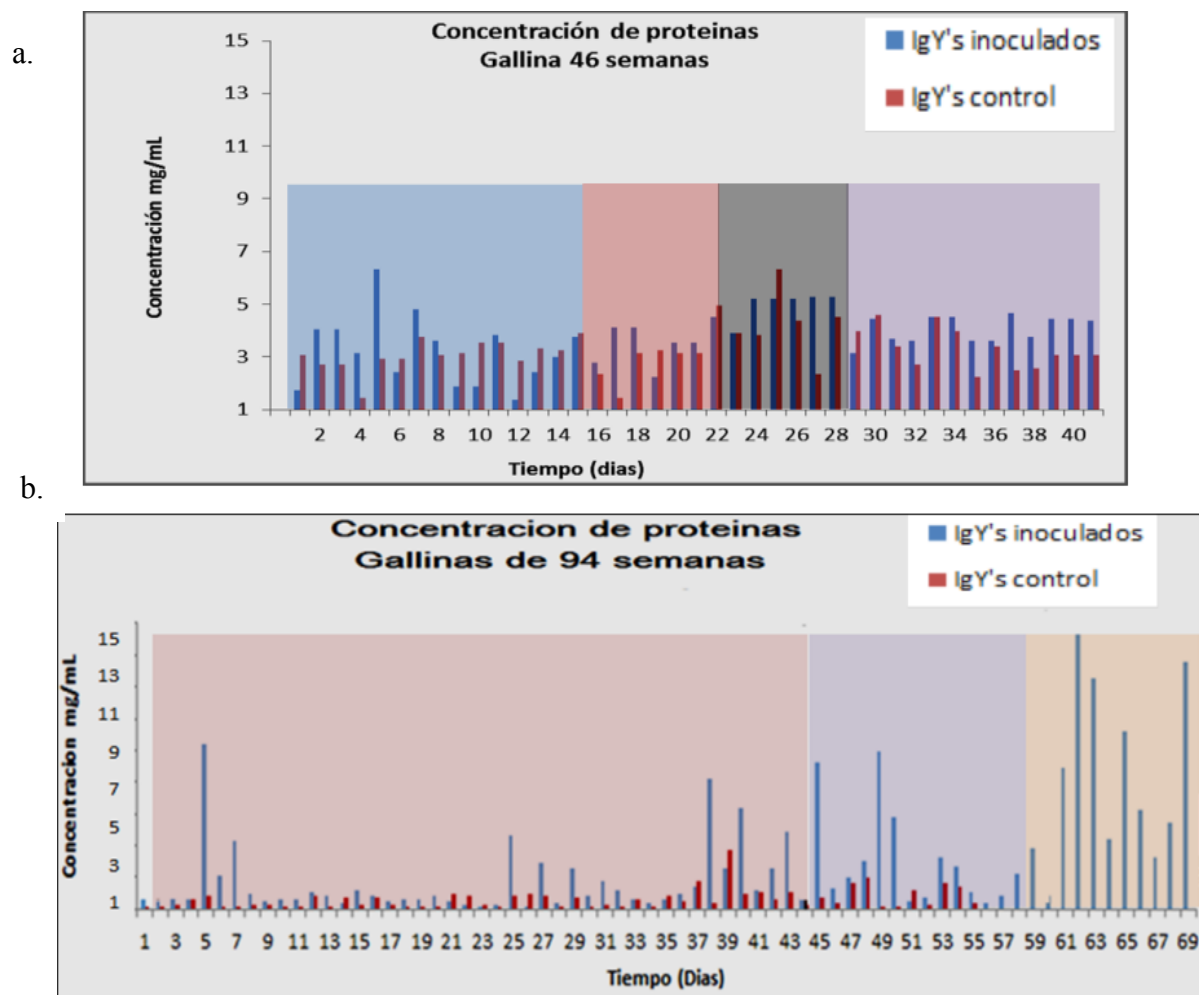 a.
Concentración de proteinas
Gallina 46 semanas
IgY's inoculados
IgY's control
Concentración mg/mL
15
13
11
9
7
5
3
1
2 4 6 8 10 12 14 16 18 20 22 24 26 28 30 32 34 36 38 40
Tiempo (dias)
b.
Concentracion de proteinas
Gallinas de 94 semanas
IgY's inoculados
IgY's control
Concentracion mg/mL
15
13
11
9
7
5
3
1
1 3 5 7 9 11 13 15 17 19 21 23 25 27 29 31 33 35 37 39 41 43 45 47 49 51 53 55 57 59 61 63 65 67 69
Tiempo (Dias)